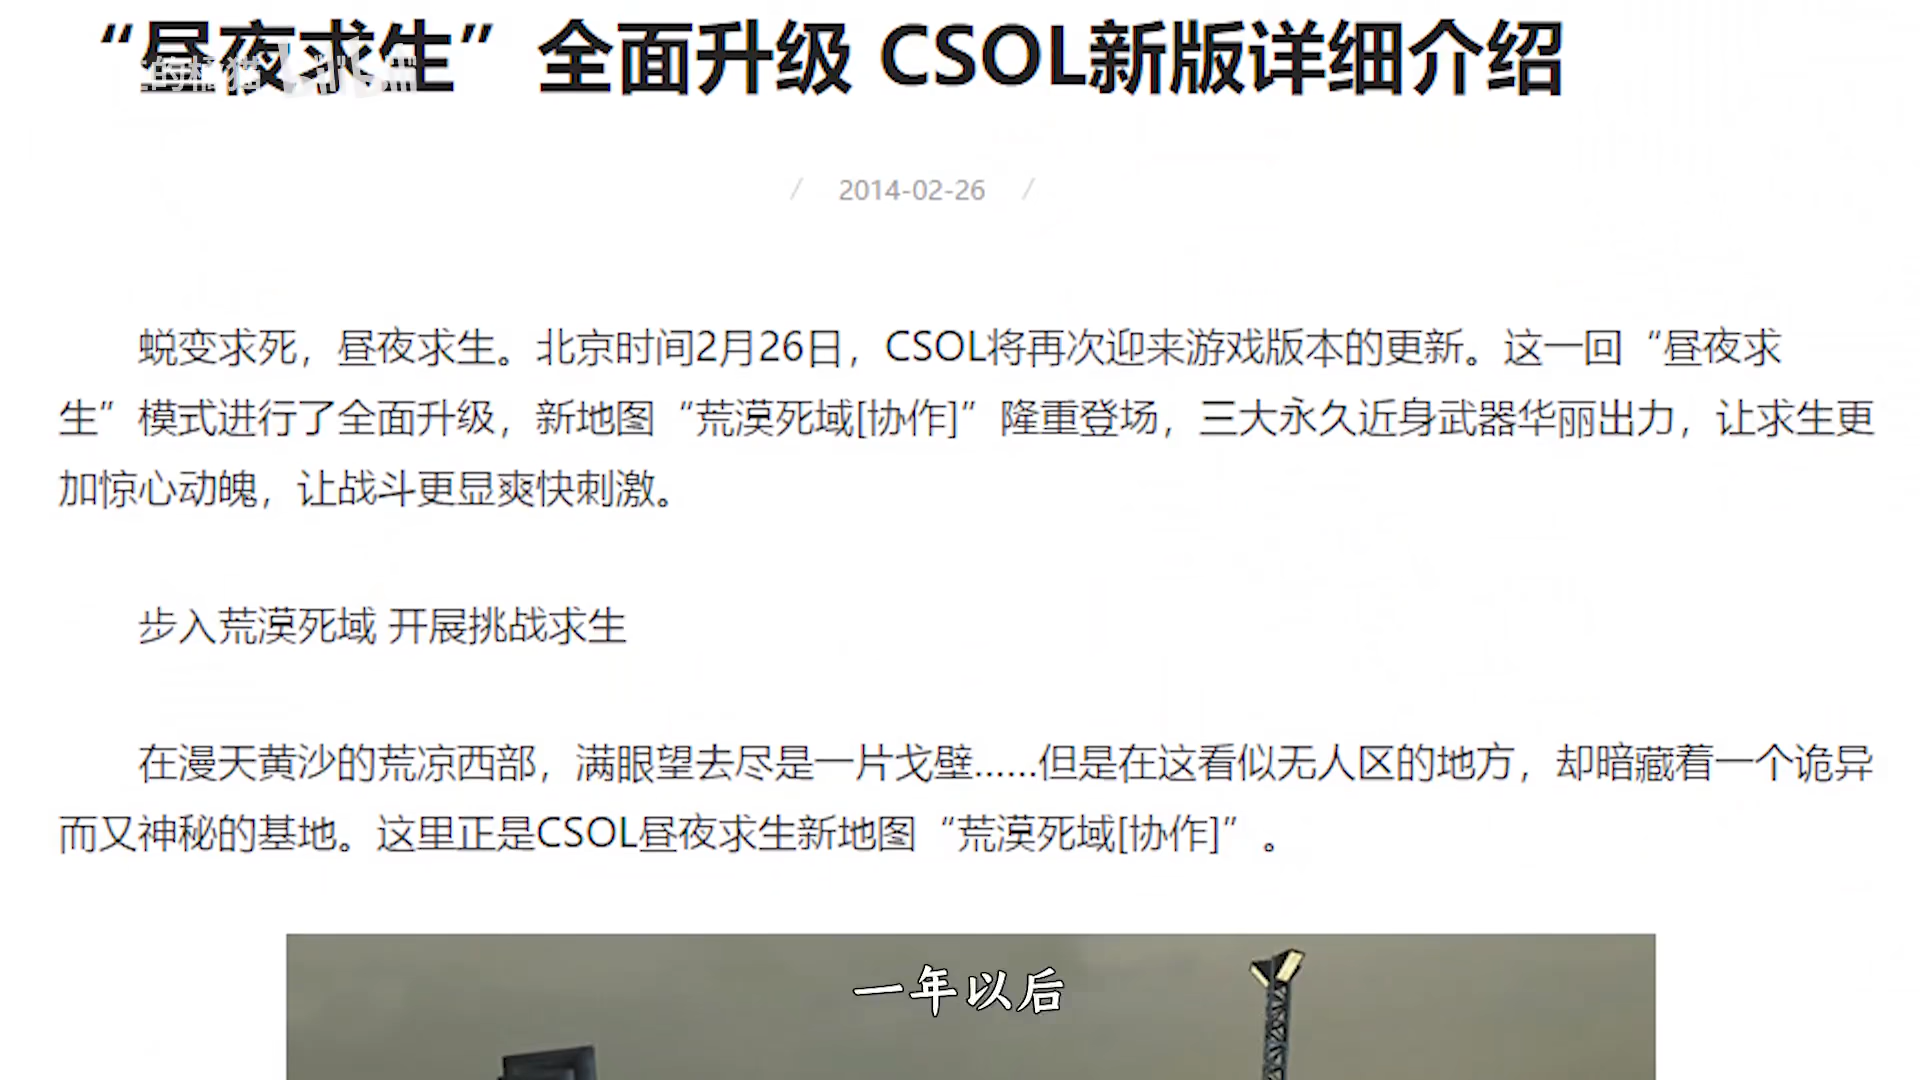 “昼夜求生”全面升级 CSOL新版详细介绍
的橘猫 bilibili
/ 2014-02-26 /
蜕变求死，昼夜求生。北京时间2月26日，CSOL将再次迎来游戏版本的更新。这一回“昼夜求
生”模式进行了全面升级，新地图“荒漠死域[协作]”隆重登场，三大永久近身武器华丽出力，让求生更
加惊心动魄，让战斗更显爽快刺激。
步入荒漠死域 开展挑战求生
在漫天黄沙的荒凉西部，满眼望去尽是一片戈壁......但是在这看似无人区的地方，却暗藏着一个诡异
而又神秘的基地。这里正是CSOL昼夜求生新地图“荒漠死域[协作]”。
一年以后